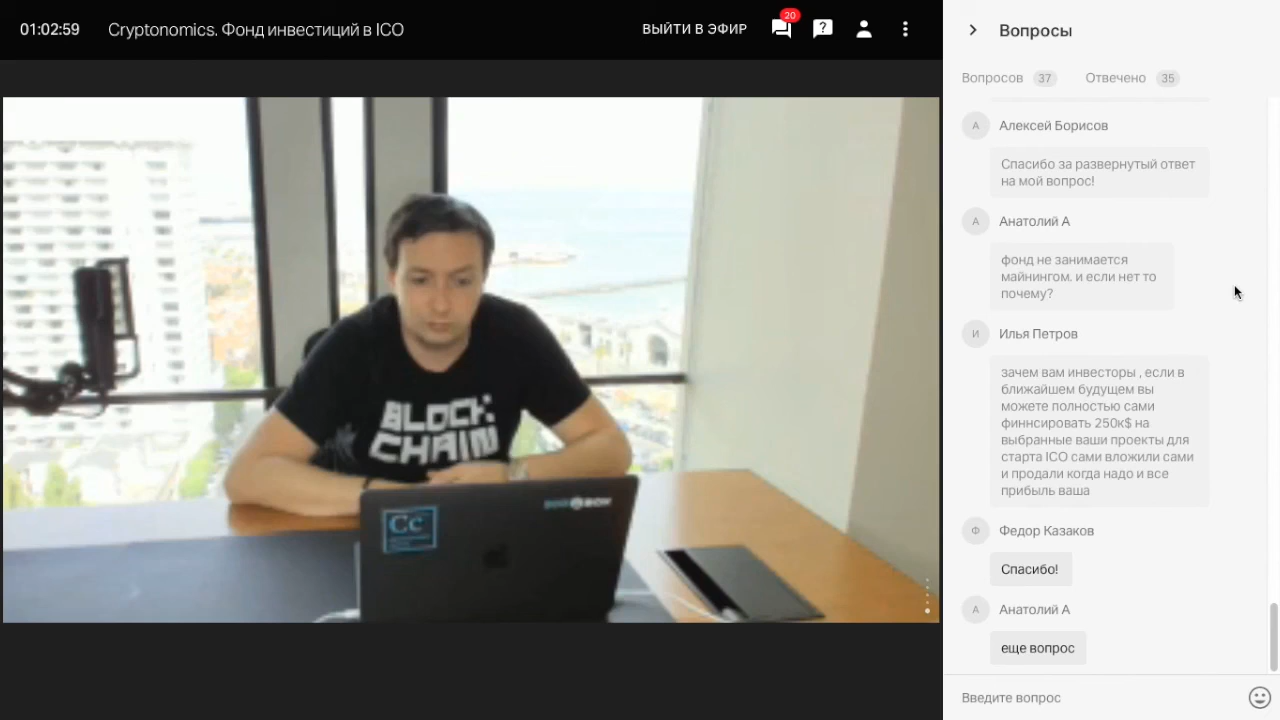 01:02:59
Cryptonomics. Фонд инвестиций в ICO
ВЫЙТИ В ЭФИР
20
Вопросы
Вопросов 37
Отвечено 35
А
Алексей Борисов
Спасибо за развернутый ответ
на мой вопрос!
А
Анатолий А
фонд не занимается
майнингом. и если нет то
почему?
И
Илья Петров
зачем вам инвесторы , если в
ближайшем будущем вы
можете полностью сами
финнсировать 250к$ на
выбранные ваши проекты для
старта ICO сами вложили сами
и продали когда надо и все
прибыль ваша
Ф
Федор Казаков
Спасибо!
А
Анатолий А
еще вопрос
Введите вопрос
BLOCK
CHAIN
Cc